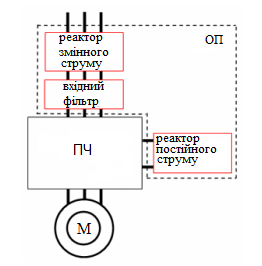 реактор
змінного
струму
ОП
вхідний
фільтр
ПЧ
реактор
постійного
струму
М